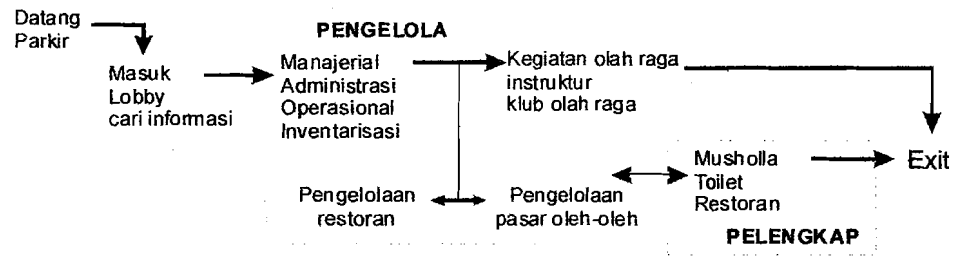 Datang
Parkir
Masuk
Lobby
cari informasi
PENGELOLA
Manajerial
Administrasi
Operasional
Inventarisasi
Kegiatan olah raga
instruktur
klub olah raga
Pengelolaan
restoran
Pengelolaan
pasar oleh-oleh
Musholla
Toilet
Restoran
PELENGKAP
Exit